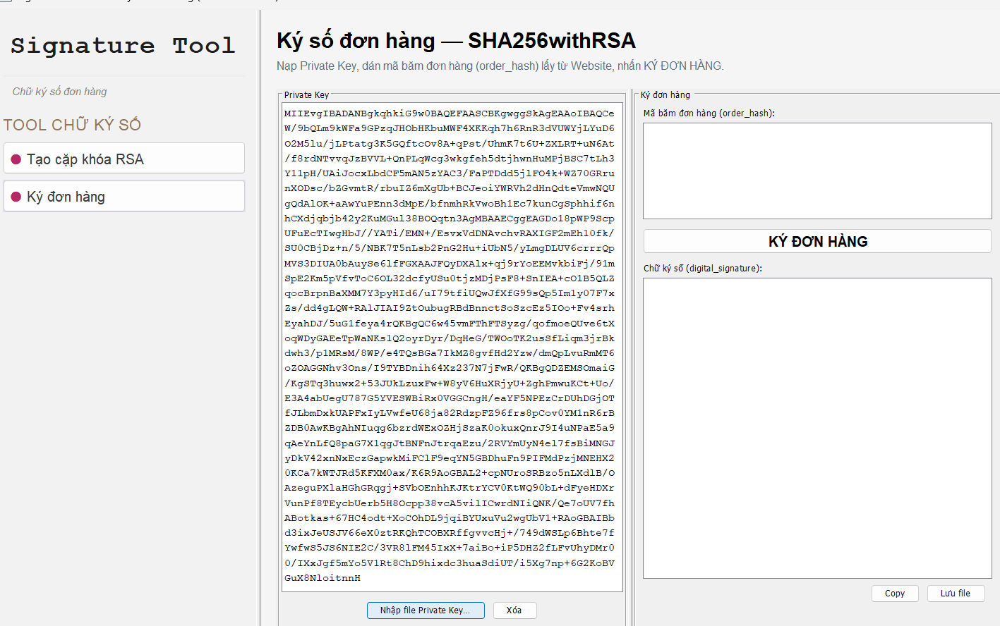 Signature Tool
Chữ ký số đơn hàng
TOOL CHỮ KÝ SỐ
Tạo cặp khóa RSA
Ký đơn hàng
Ký số đơn hàng — SHA256withRSA
Nạp Private Key, dán mã băm đơn hàng (order_hash) lấy từ Website, nhấn KÝ ĐƠN HÀNG.
Private Key
MIIEvgIBADANBgkqhkiG9w0BAQEFAASCBKgwggSkAgEAAoIBAQCe
W/9bQLm9kWFa9GPzqJHObHKbuMWF4XKKqh7h6RnR3dVUWYjLYuD6
O2M5lu/jLPtatg3K5GQftcOv8A+qPst/UhmK7t6U+ZXLRT+uN6At
/f8rdNTvvqJzBVVL+QnPLqWcg3wkgfeh5dtjhwnHuMPjBSC7tLh3
Y11pH/UAiJocxLbdCF5mAN5zYAC3/FaPTDdd5jlFO4k+WZ70GRru
nXODsc/bZGvmtR/rbuIZ6mXgUb+BCJeoiYWRVh2dHnQdteVmwNQU
gQdAlOK+aAwYuPEnn3dMpE/bfnmhRkVwoBh1Ec7kunCgSphhif6n
hCXdjqbjb42y2KuMGul38BOQqtn3AgMBAAECggEAGDo18pWP9Scp
UFuEcTIwgHbJ//YATi/EMN+/EsvxVdDNAvchvRAXIGF2mEh10fk/
SU0CBjDz+n/5/NBK7T5nLsb2PnG2Hu+iUbN5/yLmgDLUV6crrrQp
MVS3DIUA0bAuySe6lfFGXAAJFQyDXAlx+qj9rYoEEMvkbiFj/91m
SpE2Km5pVfvToC6OL32dcfyUSu0tjzMDjPsF8+SnIEA+cO1B5QLZ
qocBrpnBaXMM7Y3pyHId6/uI79tfiUQwJfXfG99sQp5Im1y07F7x
Zs/dd4gLQW+RAlJIAI9ZtOubugRBdBnnctSoSzcEz5IOo+Fv4srh
EyahDJ/5uG1feya4rQKBgQC6w45vmFThFTSyzg/qofmoeQUve6tX
oqWDyGAEeTpWaNKs1Q2oyrDyr/DqHeG/TWOoTK2usSfLiqm3jrBk
dwh3/p1MRsM/8WP/e4TQsBGa7IkMZ8gvfHd2Yzw/dmQpLvuRmMT6
oZOAGGNhv3Ons/I9TYBDnih64Xz237N7jFwR/QKBgQDZEMSOmaiG
/KgSTq3huwx2+53JUkLzuxFw+W8yV6HuXRjyU+ZghPmwuKCt+Uo/
E3A4abUegU787G5YVESWBiRx0VGGCngH/eaYF5NPEzCrDUhDGjOT
fJLbmDxkUAPFxIyLVwfeU68ja82RdzpFZ96frs8pCov0YM1nR6rB
ZDB0AwKBgAhNIuqg6bzrdWExOZHjSzaK0okuxQnrJ9I4uNPaE5a9
qAeYnLfQ8paG7X1qgJtBNFnJtrqaEzu/2RVYmUyN4el7fsBiMNGJ
yDkV42xnNxEczGapwkMiFClF9eqYN5GBDhuFn9PIFMdPzjMNEHX2
0KCa7kWTJRd5KFXM0ax/K6R9AoGBAL2+cpNUroSRBzo5nLXdlB/O
AzeguPXlaHGhGRqgj+SVbOEnhhKJKtrYCV0KtWQ90bL+dFyeHDXr
VunPf8TEycbUerb5H8Ocpp38vcA5vilICwrdNIiQNK/Qe7oUV7fh
ABotkas+67HC4odt+XoCOhDL9jqiBYUxuVu2wgUbV1+RAoGBAIBb
d3ixJeUSJV66eX0ztRKQhTCOBXRffgvvcHj+/749dWSLp6Bhte7f
YwfwS5JS6NIE2C/3VR8lFM45IxX+7aiBo+iP5DHZ2fLFvUhyDMr0
0/IXxJgf5mYo5V1Rt8ChD9hixdc3huaSdiUT/i5Xg7np+6G2KoBV
GuX8NloitnnH
Nhập file Private Key...
Xóa
Ký đơn hàng
Mã băm đơn hàng (order_hash):
KÝ ĐƠN HÀNG
Chữ ký số (digital_signature):
Copy
Lưu file